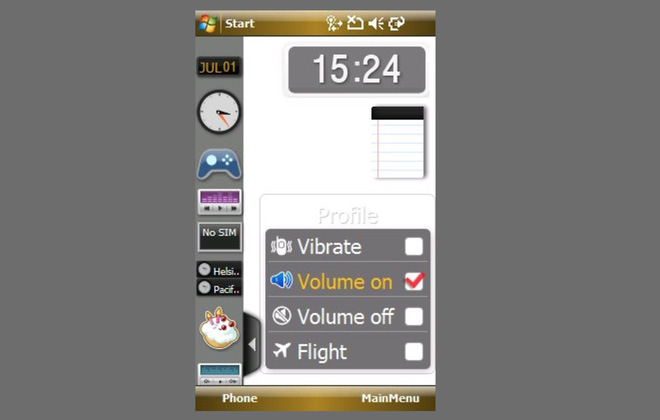 Start
JUL 01
15:24
No SIM
Helsi..
Pacif..
Profile
Vibrate
Volume on
Volume off
Flight
Phone
MainMenu